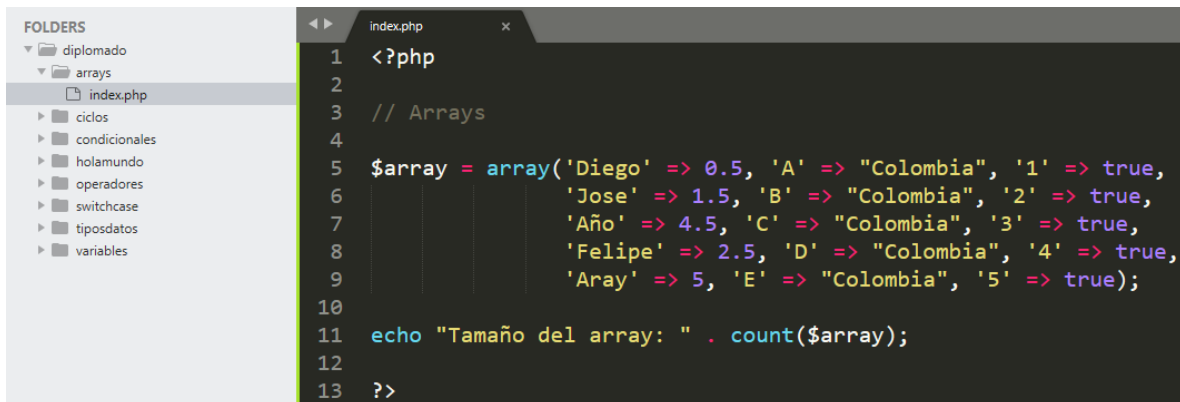 FOLDERS
diplomado
arrays
index.php
ciclos
condicionales
holamundo
operadores
switchcase
tiposdatos
variables
index.php ×
1 <?php
2
3 // Arrays
4
5 $array = array('Diego' => 0.5, 'A' => "Colombia", '1' => true,
6 'Jose' => 1.5, 'B' => "Colombia", '2' => true,
7 'Año' => 4.5, 'C' => "Colombia", '3' => true,
8 'Felipe' => 2.5, 'D' => "Colombia", '4' => true,
9 'Aray' => 5, 'E' => "Colombia", '5' => true);
10
11 echo "Tamaño del array: " . count($array);
12
13 ?>